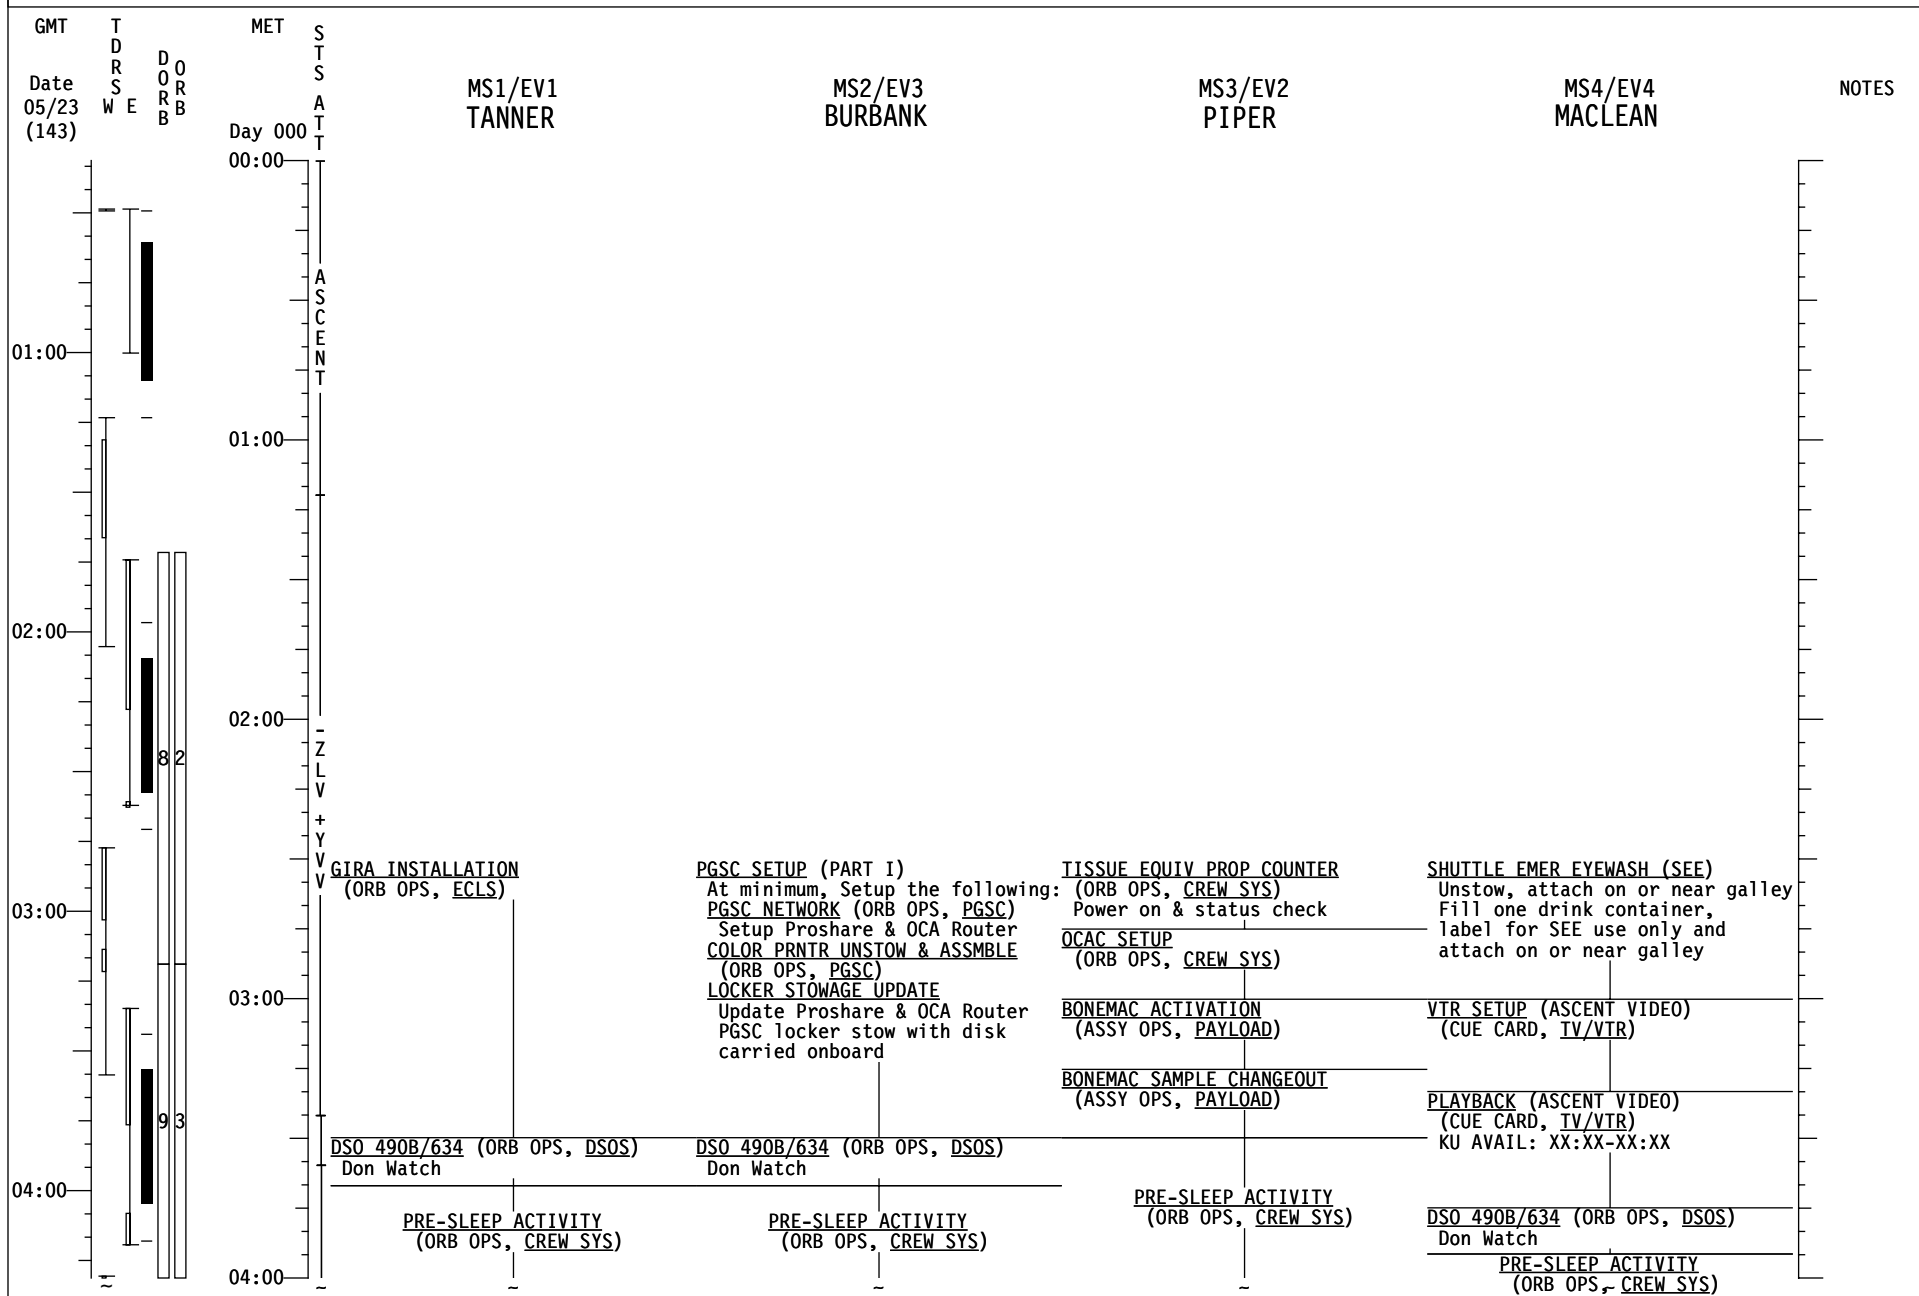 GMT
TDRS
W E
DORB
ORB
Date
05/23
(143)
MET
Day 000
STS ATT
MS1/EV1
TANNER
MS2/EV3
BURBANK
MS3/EV2
PIPER
MS4/EV4
MACLEAN
NOTES
01:00
02:00
03:00
04:00
8 2
9 3
00:00
01:00
02:00
03:00
04:00
ASCENT
-ZLV +YVV
GIRA INSTALLATION
(ORB OPS, ECLS)
DSO 490B/634 (ORB OPS, DSOS)
Don Watch
PRE-SLEEP ACTIVITY
(ORB OPS, CREW SYS)
~
PGSC SETUP (PART I)
At minimum, Setup the following:
PGSC NETWORK (ORB OPS, PGSC)
Setup Proshare & OCA Router
COLOR PRNTR UNSTOW & ASSMBLE
(ORB OPS, PGSC)
LOCKER STOWAGE UPDATE
Update Proshare & OCA Router
PGSC locker stow with disk
carried onboard
DSO 490B/634 (ORB OPS, DSOS)
Don Watch
PRE-SLEEP ACTIVITY
(ORB OPS, CREW SYS)
~
TISSUE EQUIV PROP COUNTER
(ORB OPS, CREW SYS)
Power on & status check
OCAC SETUP
(ORB OPS, CREW SYS)
BONEMAC ACTIVATION
(ASSY OPS, PAYLOAD)
BONEMAC SAMPLE CHANGEOUT
(ASSY OPS, PAYLOAD)
PRE-SLEEP ACTIVITY
(ORB OPS, CREW SYS)
~
SHUTTLE EMER EYEWASH (SEE)
Unstow, attach on or near galley
Fill one drink container,
label for SEE use only and
attach on or near galley
VTR SETUP (ASCENT VIDEO)
(CUE CARD, TV/VTR)
PLAYBACK (ASCENT VIDEO)
(CUE CARD, TV/VTR)
KU AVAIL: XX:XX-XX:XX
DSO 490B/634 (ORB OPS, DSOS)
Don Watch
PRE-SLEEP ACTIVITY
(ORB OPS, CREW SYS)